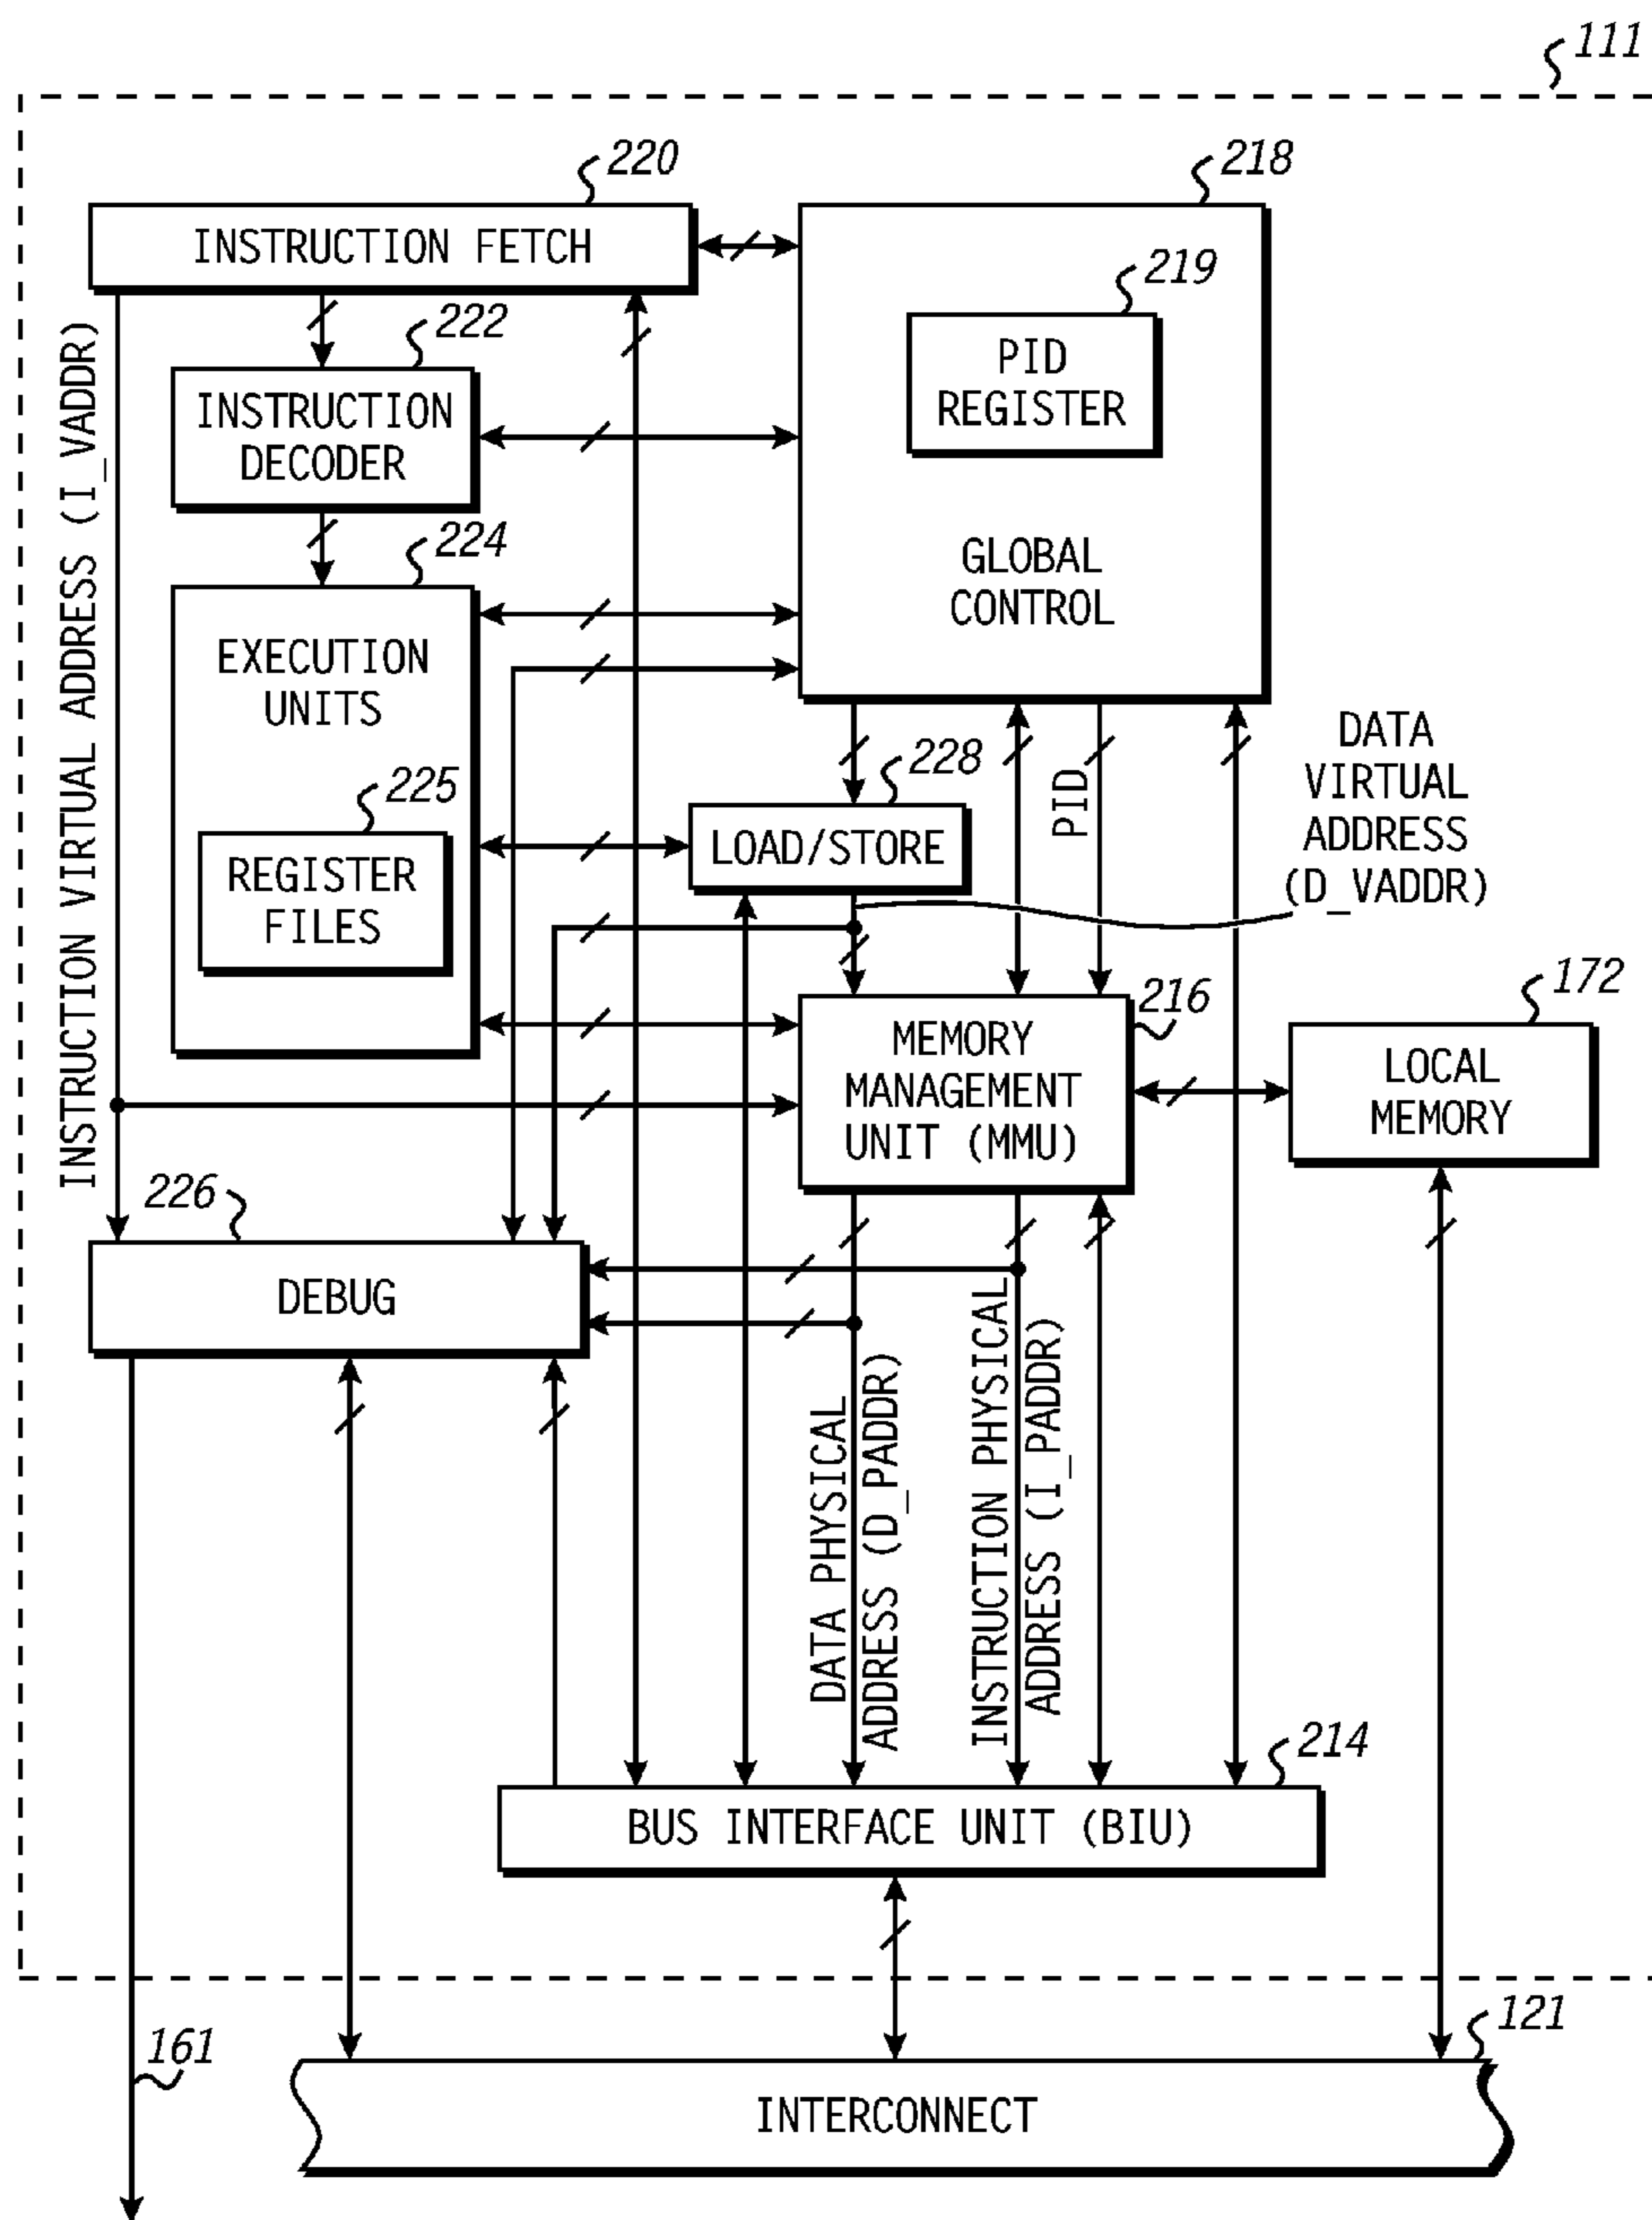 111
220
218
INSTRUCTION FETCH
219
222
PID
REGISTER
INSTRUCTION
DECODER
INSTRUCTION VIRTUAL ADDRESS (I_VADDR)
224
GLOBAL
CONTROL
EXECUTION
UNITS
228
PID
DATA
VIRTUAL
ADDRESS
(D_VADDR)
225
LOAD/STORE
REGISTER
FILES
216
172
MEMORY
MANAGEMENT
UNIT (MMU)
LOCAL
MEMORY
226
DEBUG
DATA PHYSICAL
ADDRESS (D_PADDR)
INSTRUCTION PHYSICAL
ADDRESS (I_PADDR)
214
BUS INTERFACE UNIT (BIU)
121
161
INTERCONNECT